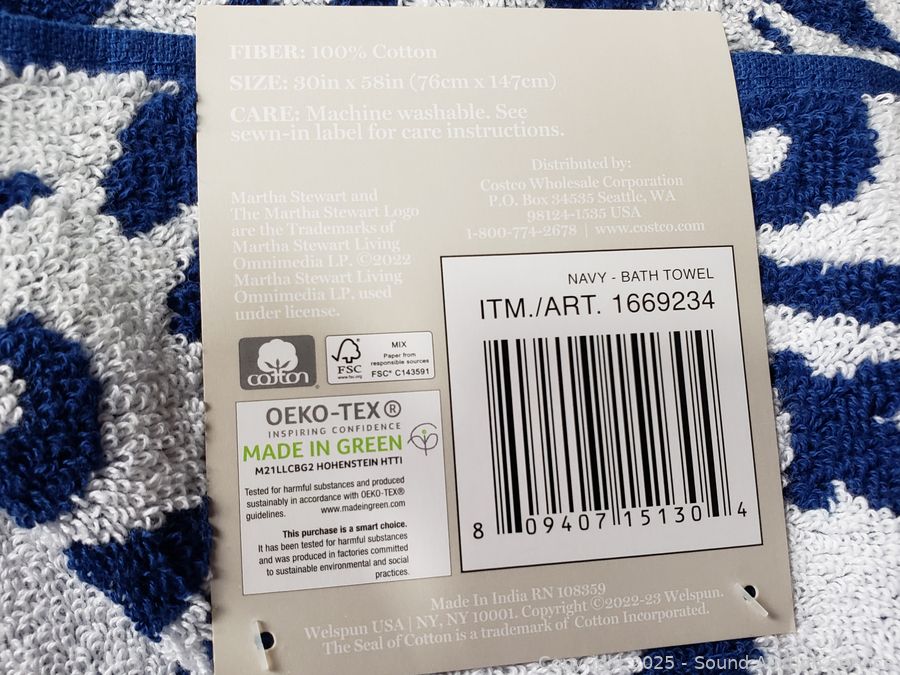 FIBER: 100% Cotton
SIZE: 30in x 58in (76cm x 147cm)
CARE: Machine washable. See
sewn-in label for care instructions.
Distributed by:
Costco Wholesale Corporation
P.O. Box 34535 Seattle, WA
98124-1535 USA
1-800-774-2678 | www.costco.com
Martha Stewart and
The Martha Stewart Logo
are the Trademarks of
Martha Stewart Living
Omnimedia LP. ©2022
Martha Stewart Living
Omnimedia LP. used
under license.
NAVY - BATH TOWEL
ITM./ART. 1669234
8 09407 15130 4
cotton
FSC
www.fsc.org
MIX
Paper from
responsible sources
FSC® C143591
OEKO-TEX®
INSPIRING CONFIDENCE
MADE IN GREEN
M21LLCBG2 HOHENSTEIN HTTI
Tested for harmful substances and produced
sustainably in accordance with OEKO-TEX®
guidelines. www.madeingreen.com
This purchase is a smart choice.
It has been tested for harmful substances
and was produced in factories committed
to sustainable environmental and social
practices.
Made In India RN 108359
Welspun USA | NY, NY 10001. Copyright ©2022-23 Welspun.
The Seal of Cotton is a trademark of Cotton Incorporated.
2025 - Sound